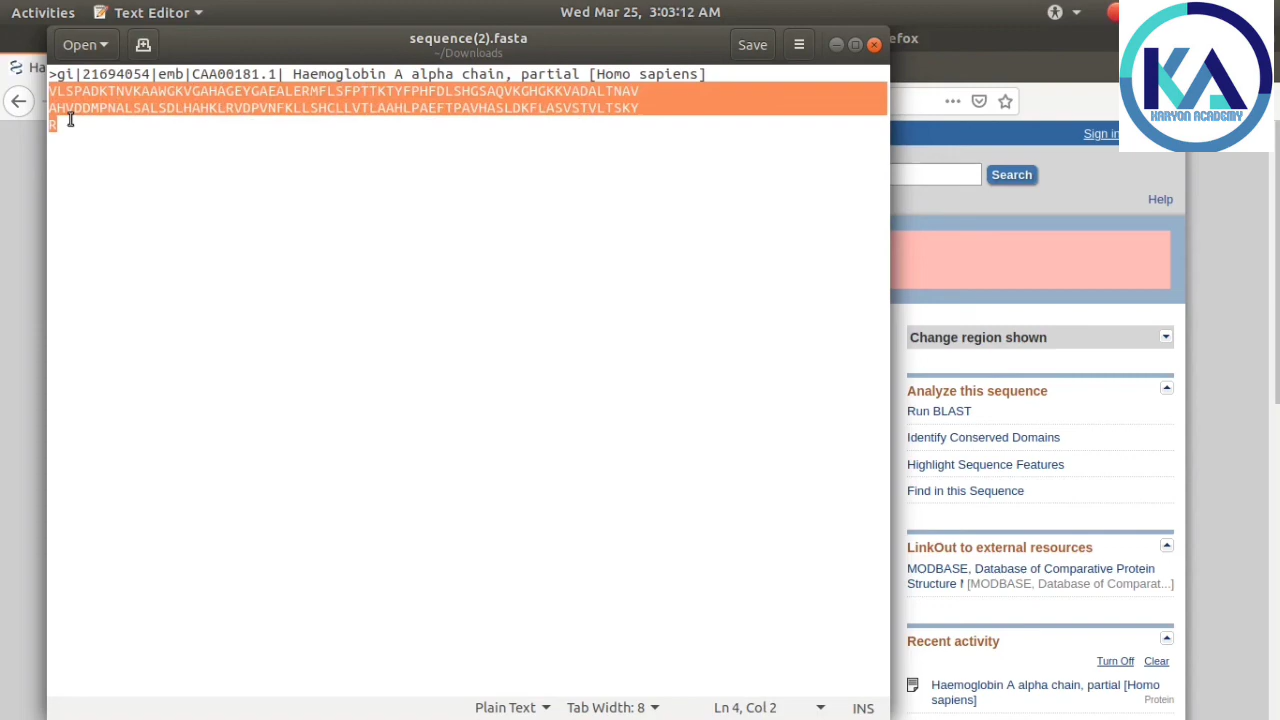 Activities
Text Editor
Wed Mar 25, 3:03:12 AM
Open
sequence(2).fasta
~/Downloads
Save
efox
Ha
>gi|21694054|emb|CAA00181.1| Haemoglobin A alpha chain, partial [Homo sapiens]
VLSPADKTNVKAAWGKVGAHAGEYGAEALERMFLSFPTTKTYFPHFDLSHGSAQVKGHGKKVADALTNAV
AHVDDMPNALSALSDLHAHKLRVDPVNFKLLSHCLLVTLAAHLPAEFTPAVHASLDKFLASVSTVLTSKY
R
KA
KARYON ACADEMY
Sign in
Search
Help
Change region shown
Analyze this sequence
Run BLAST
Identify Conserved Domains
Highlight Sequence Features
Find in this Sequence
LinkOut to external resources
MODBASE, Database of Comparative Protein
Structure M [MODBASE, Database of Comparat...]
Recent activity
Turn Off Clear
Haemoglobin A alpha chain, partial [Homo
sapiens]
Protein
Plain Text
Tab Width: 8
Ln 4, Col 2
INS